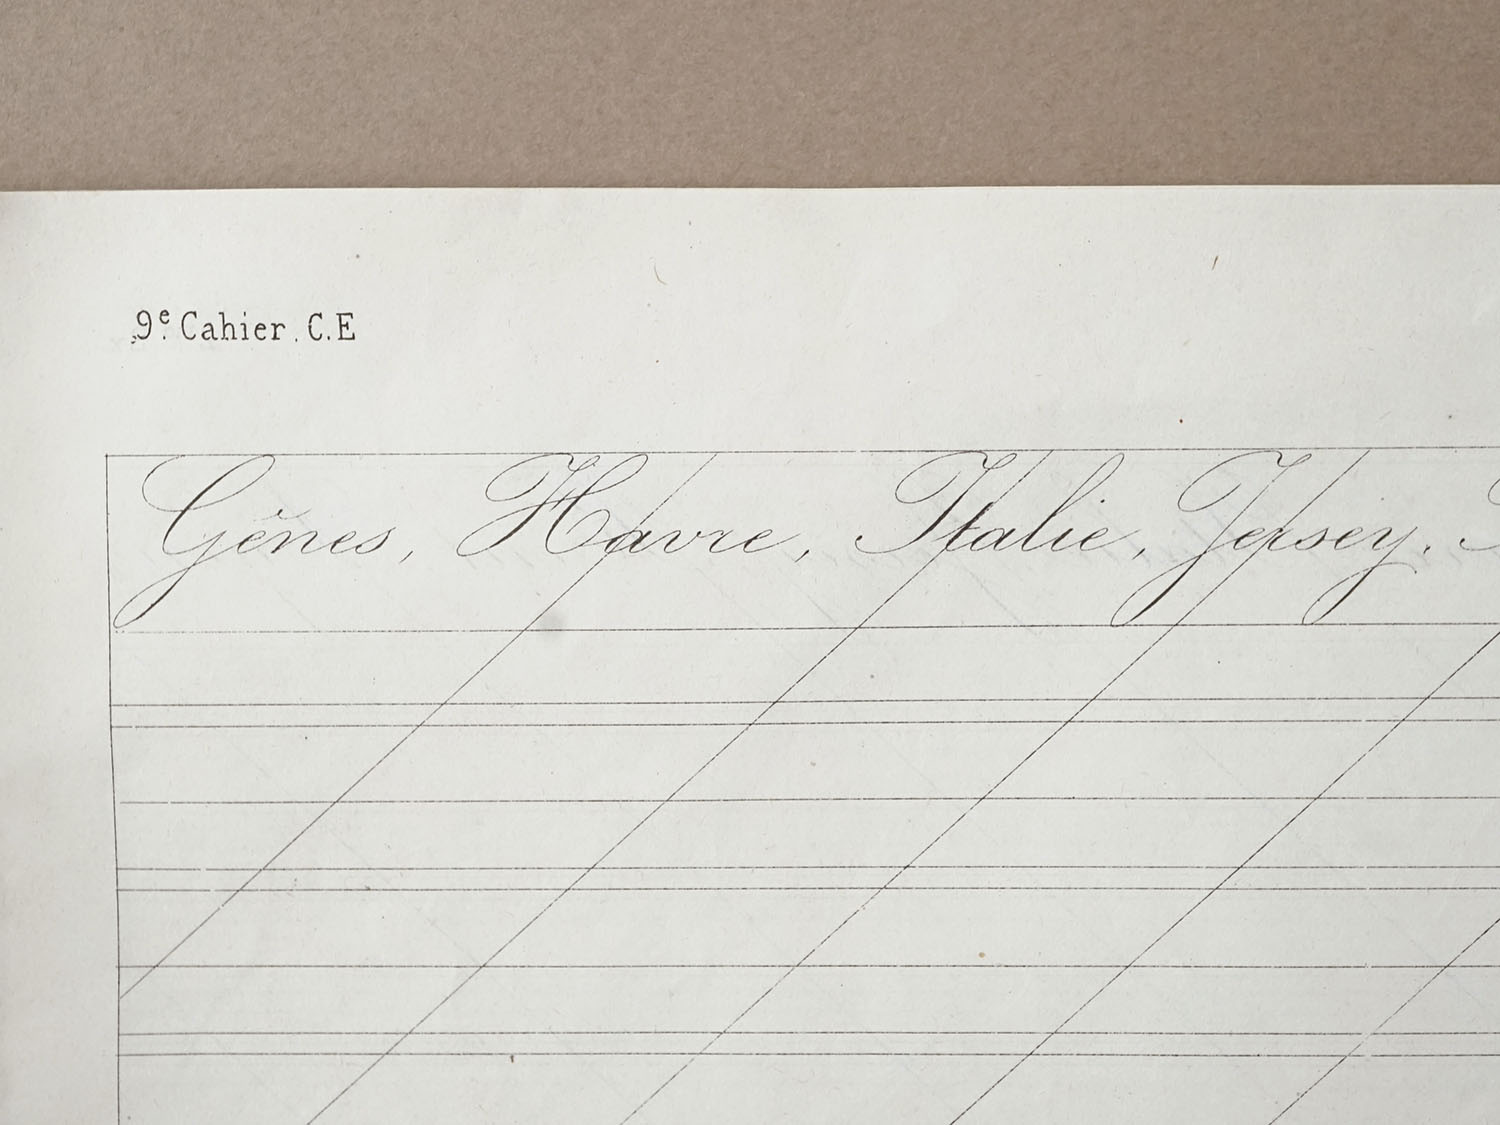 9e. Cahier. C.E
Gênes, Havre, Italie, Jersey.